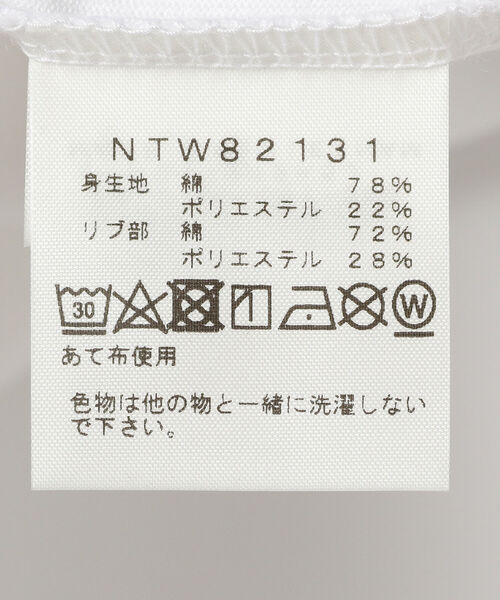 NTW82131
身生地 綿 78%
ポリエステル 22%
リブ部 綿 72%
ポリエステル 28%
30 W
あて布使用
色物は他の物と一緒に洗濯しない
で下さい。